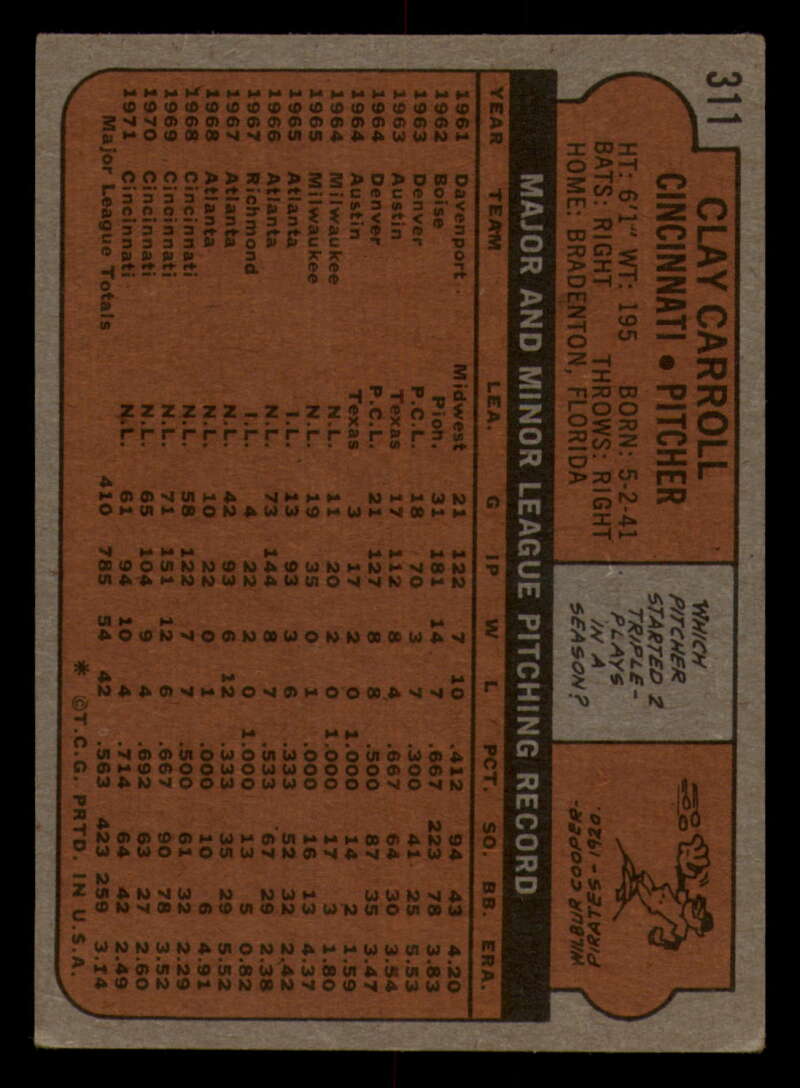 311
CLAY CARROLL
CINCINNATI • PITCHER
HT: 6'1" WT: 195 BORN: 5-2-41
BATS: RIGHT THROWS: RIGHT
HOME: BRADENTON, FLORIDA
WHICH
PITCHER
STARTED 2
TRIPLE-
PLAYS
IN A
SEASON?
WILBUR COOPER-
PIRATES-1920.
MAJOR AND MINOR LEAGUE PITCHING RECORD
YEAR TEAM LEA. G IP W L PCT. SO. BB. ERA.
1961 Davenport Midwest 21 122 7 10 .412 94 43 4.20
1962 Boise Pion. 31 181 14 7 .667 223 78 3.83
1963 Denver P.C.L. 18 70 3 7 .300 41 25 5.53
1963 Austin Texas 17 112 8 4 .667 64 30 3.54
1964 Denver P.C.L. 21 127 8 8 .500 87 35 3.47
1964 Austin Texas 3 17 2 0 1.000 14 2 1.59
1964 Milwaukee N.L. 11 20 2 0 1.000 17 3 1.80
1965 Milwaukee N.L. 19 35 0 1 .000 16 13 4.37
1965 Atlanta I.L. 13 93 3 6 .333 52 32 2.42
1966 Atlanta N.L. 73 144 8 7 .533 67 29 2.38
1967 Richmond I.L. 4 22 2 0 1.000 13 5 0.82
1967 Atlanta N.L. 42 93 6 12 .333 35 29 5.52
1968 Atlanta N.L. 10 22 0 1 .000 10 6 4.91
1968 Cincinnati N.L. 58 122 7 7 .500 61 32 2.29
1969 Cincinnati N.L. 71 151 12 6 .667 90 78 3.52
1970 Cincinnati N.L. 65 104 9 4 .692 63 27 2.60
1971 Cincinnati N.L. 61 94 10 4 .714 64 42 2.49
Major League Totals 410 785 54 42 .563 423 259 3.14
* ©T.C.G. PRTD. IN U.S.A.